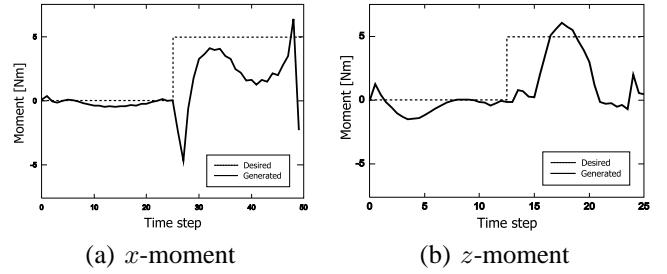 Moment [Nm]
5
0
-5
Desired
Generated
0 10 20 30 40 50
Time step
(a) x-moment
Moment [Nm]
5
0
-5
Desired
Generated
0 5 10 15 20 25
Time step
(b) z-moment